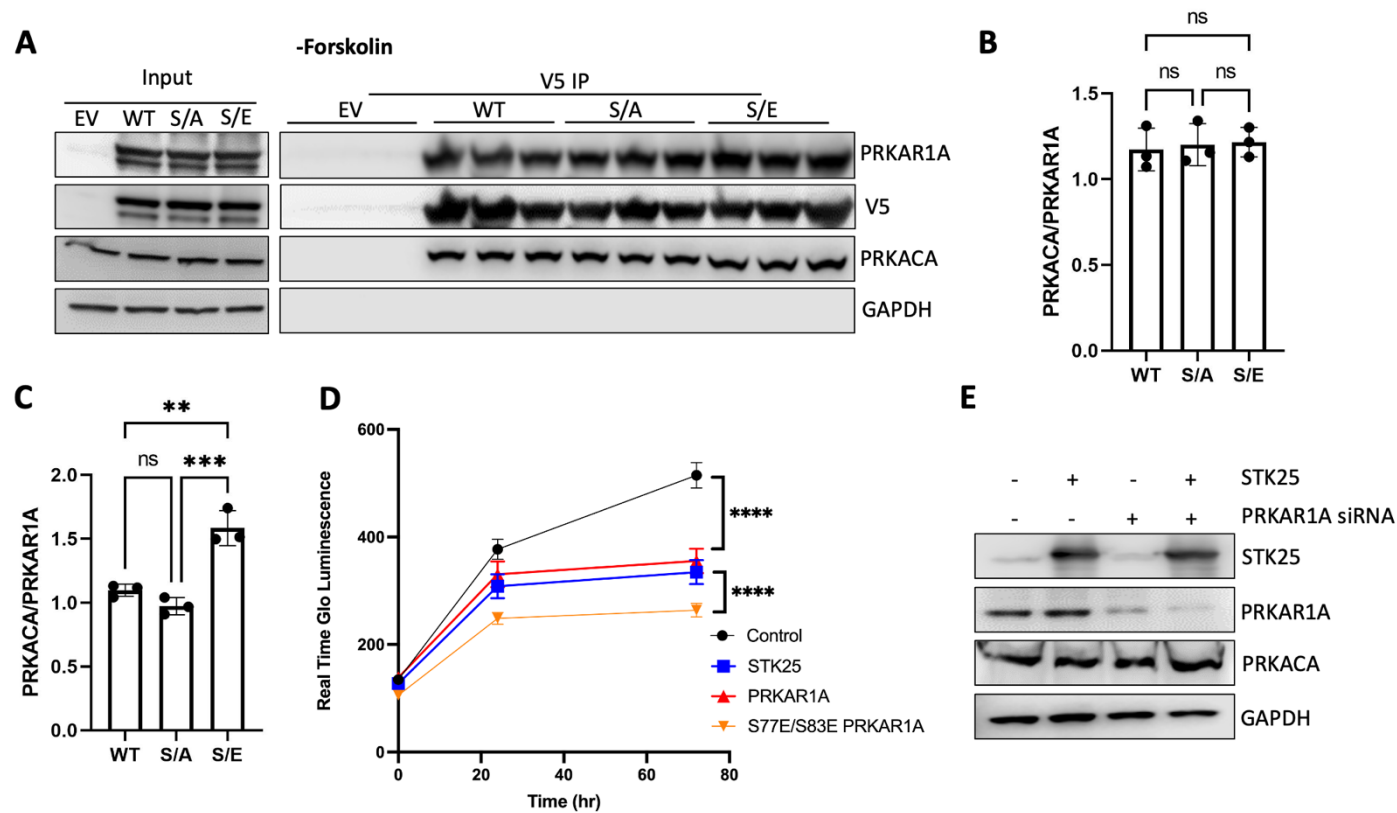 A
-Forskolin
Input
V5 IP
EV WT S/A S/E
EV WT S/A S/E
PRKAR1A
V5
PRKACA
GAPDH
B
ns
ns ns
PRKACA/PRKAR1A
1.5
1.0
0.5
0.0
WT S/A S/E
C
**
ns ***
PRKACA/PRKAR1A
2.0
1.5
1.0
0.5
0.0
WT S/A S/E
D
Real Time Glo Luminescence
600
400
200
0
0 20 40 60 80
Time (hr)
****
****
Control
STK25
PRKAR1A
S77E/S83E PRKAR1A
E
- + - + STK25
- - + + PRKAR1A siRNA
STK25
PRKAR1A
PRKACA
GAPDH